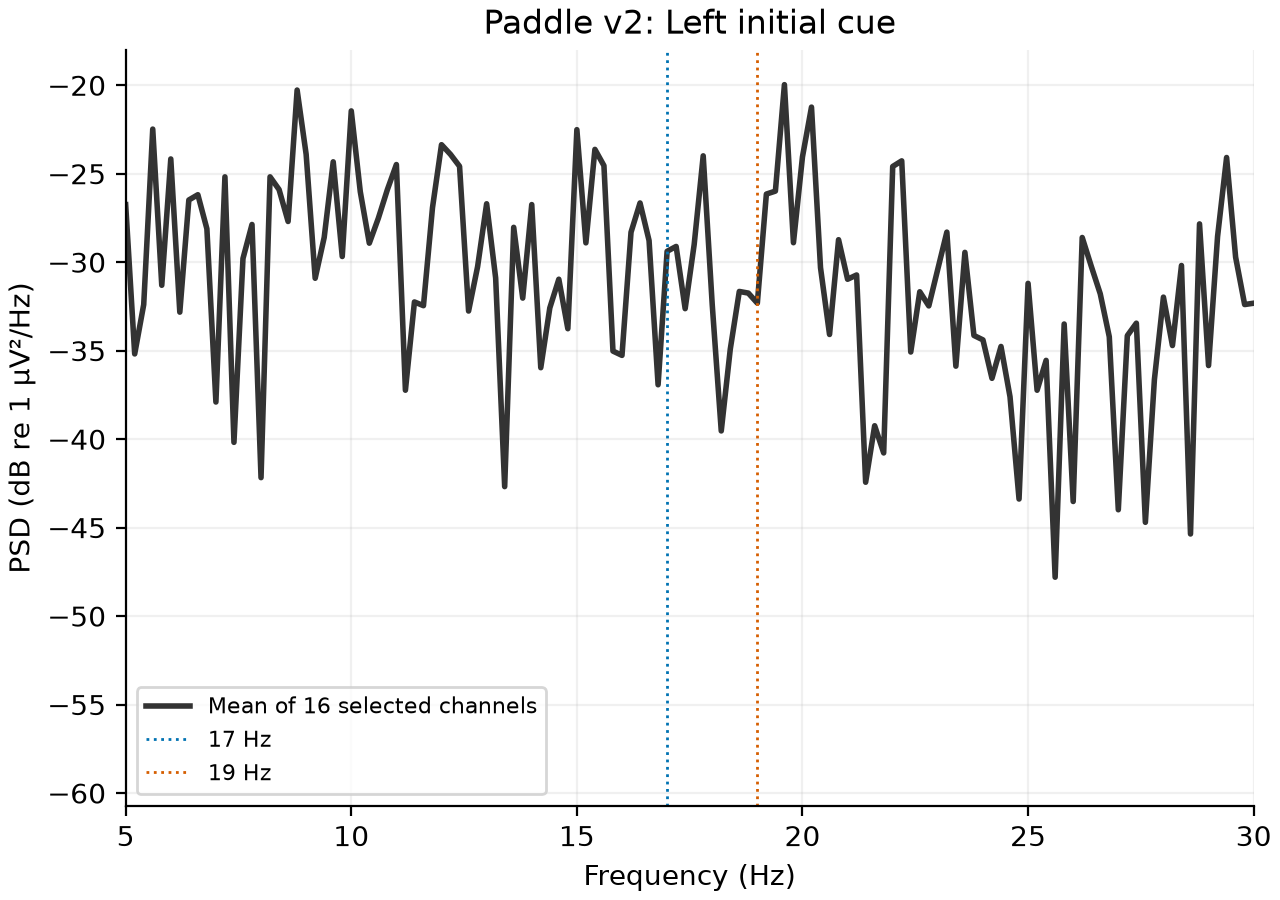 Paddle v2: Left initial cue
PSD (dB re 1 µV²/Hz)
−20
−25
−30
−35
−40
−45
−50
−55
−60
Mean of 16 selected channels
17 Hz
19 Hz
5
10
15
20
25
30
Frequency (Hz)